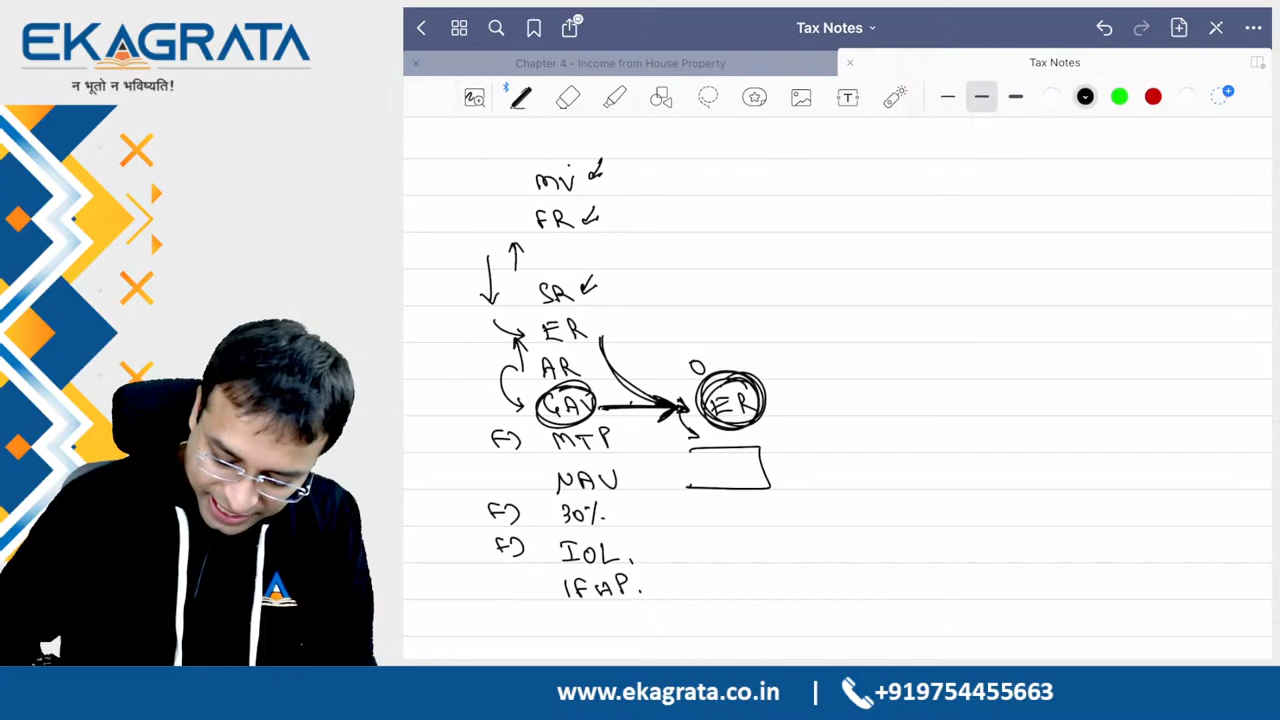 EKAGRATA
न भूतो न भविष्यति!
Tax Notes
Chapter 4 - Income from House Property
Tax Notes
T
MV
FR
SR
ER
AR
GAV
ER
(-) MTP
NAV
(-) 30%.
(-) IOL.
IFHP.
www.ekagrata.co.in | +919754455663